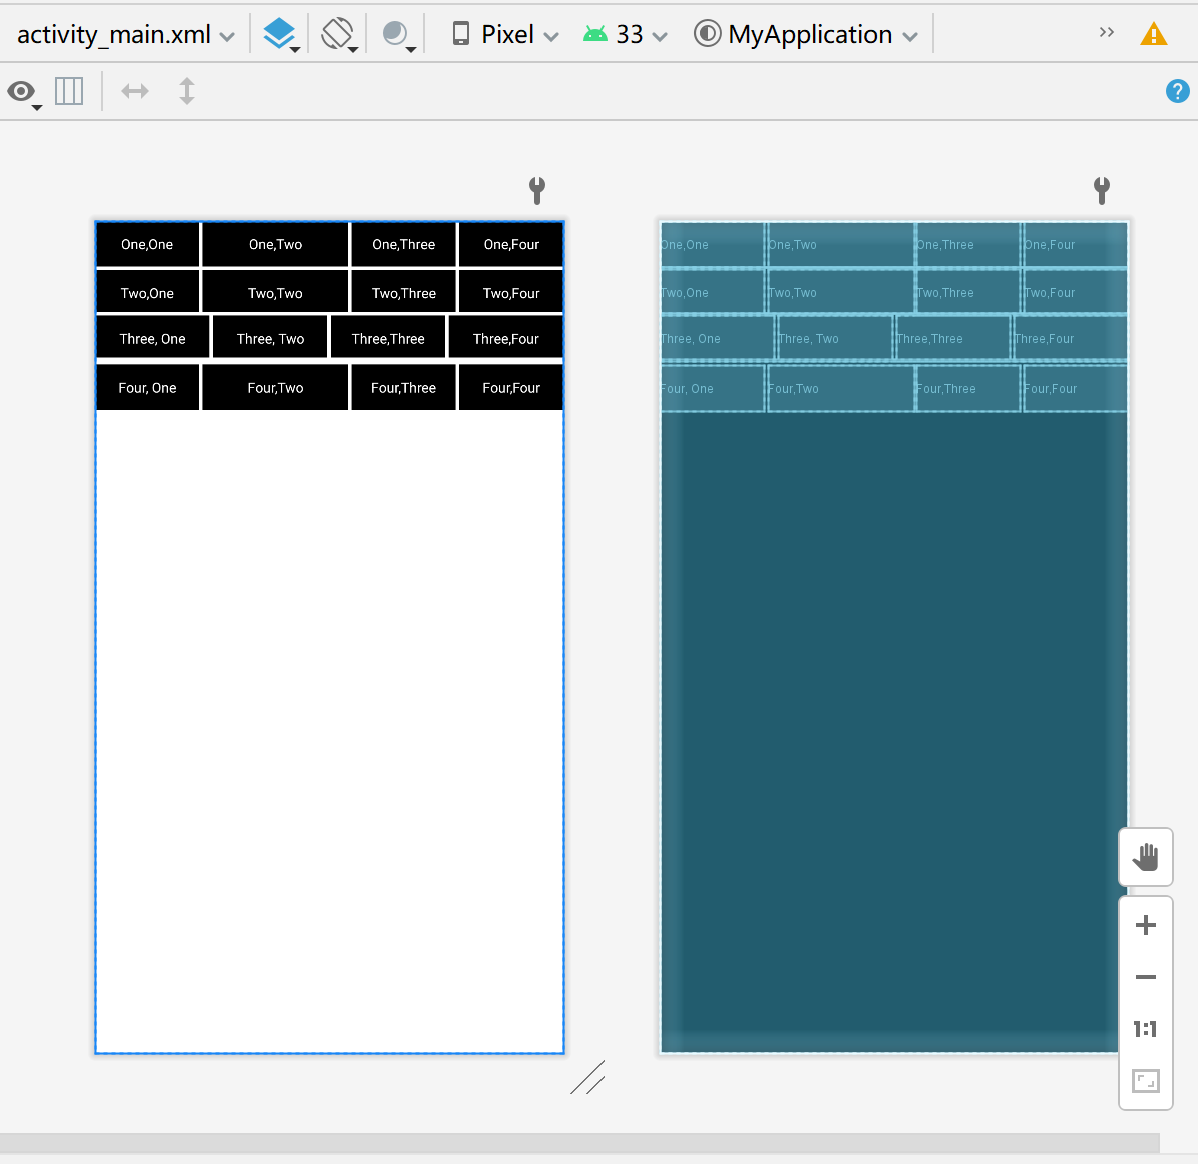 activity_main.xml Pixel 33 MyApplication
?
One,One One,Two One,Three One,Four
Two,One Two,Two Two,Three Two,Four
Three, One Three, Two Three,Three Three,Four
Four, One Four,Two Four,Three Four,Four
One,One One,Two One,Three One,Four
Two,One Two,Two Two,Three Two,Four
Three, One Three, Two Three,Three Three,Four
Four, One Four,Two Four,Three Four,Four
1:1